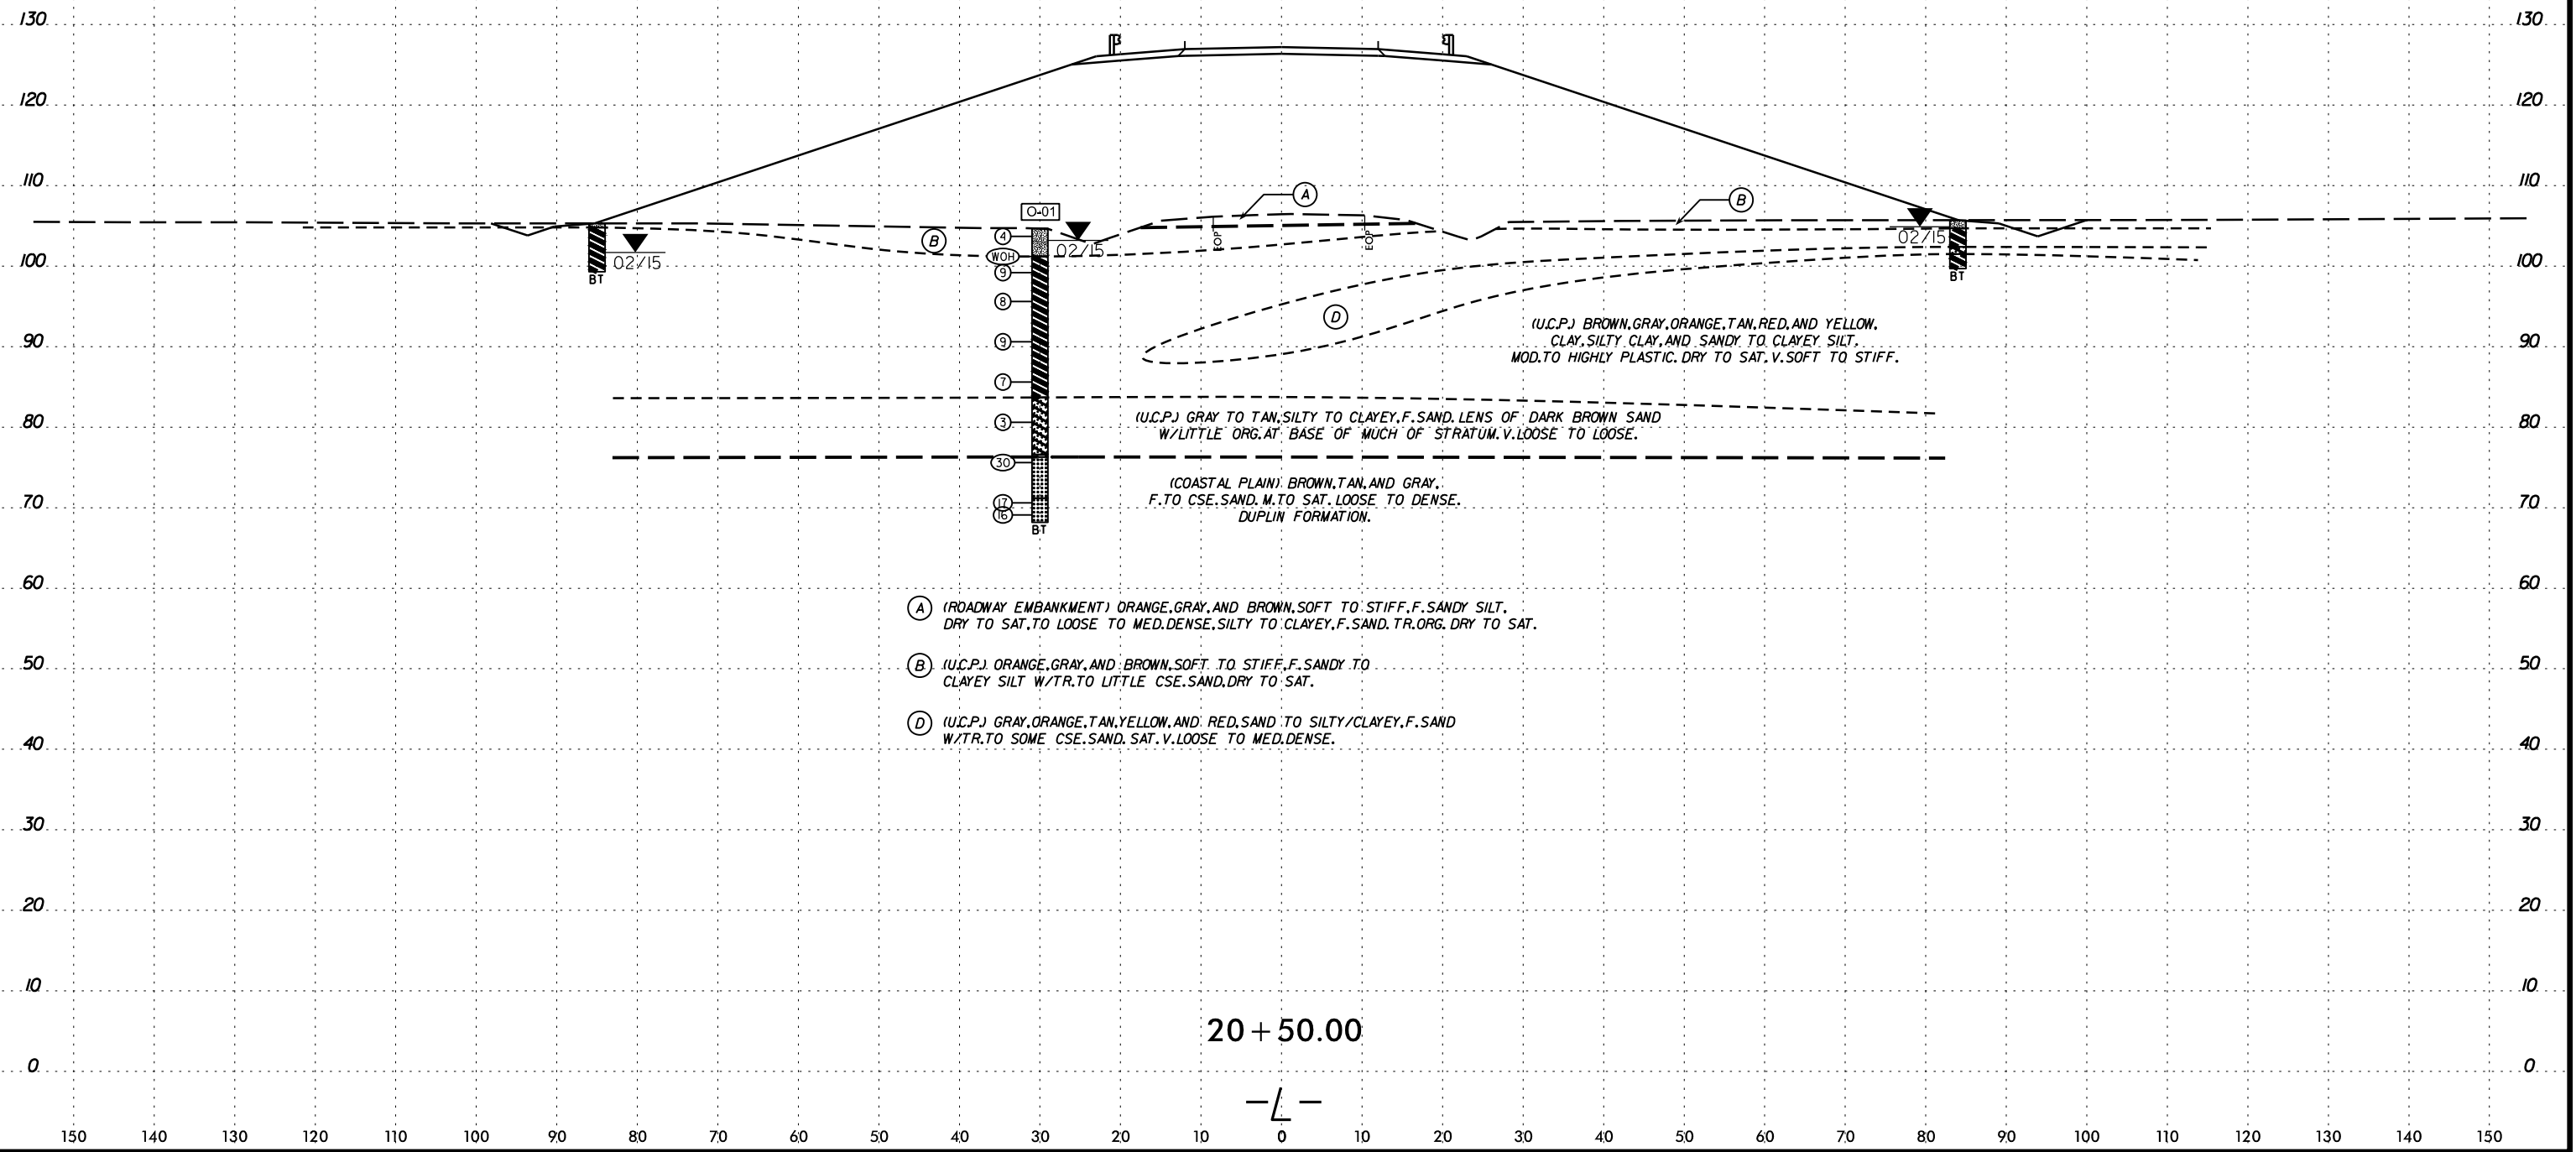 130 130
120 120
110 110
A
B
O-01
4
B
02/15
EOP
EOP
02/15
WOH
02/15
100 100
9
BT
BT
8
D
(U.C.P.) BROWN,GRAY,ORANGE,TAN,RED,AND YELLOW,
CLAY,SILTY CLAY,AND SANDY TO CLAYEY SILT.
MOD.TO HIGHLY PLASTIC. DRY TO SAT.V.SOFT TO STIFF.
9
90 90
7
(U.C.P.) GRAY TO TAN,SILTY TO CLAYEY,F.SAND.LENS OF DARK BROWN SAND
W/LITTLE ORG.AT BASE OF MUCH OF STRATUM.V.LOOSE TO LOOSE.
3
80 80
30
(COASTAL PLAIN) BROWN,TAN,AND GRAY,
F.TO CSE.SAND. M.TO SAT.LOOSE TO DENSE.
DUPLIN FORMATION.
17
70 70
16
BT
60 60
A (ROADWAY EMBANKMENT) ORANGE,GRAY,AND BROWN,SOFT TO STIFF,F.SANDY SILT,
DRY TO SAT,TO LOOSE TO MED.DENSE,SILTY TO CLAYEY,F.SAND. TR.ORG. DRY TO SAT.
50 50
B (U.C.P.) ORANGE,GRAY,AND BROWN,SOFT TO STIFF,F.SANDY TO
CLAYEY SILT W/TR.TO LITTLE CSE.SAND,DRY TO SAT.
D (U.C.P.) GRAY,ORANGE,TAN,YELLOW,AND RED,SAND TO SILTY/CLAYEY,F.SAND
W/TR.TO SOME CSE.SAND. SAT.V.LOOSE TO MED.DENSE.
40 40
30 30
20 20
10 10
20+50.00
0 0
-L-
150 140 130 120 110 100 90 80 70 60 50 40 30 20 10 0 10 20 30 40 50 60 70 80 90 100 110 120 130 140 150